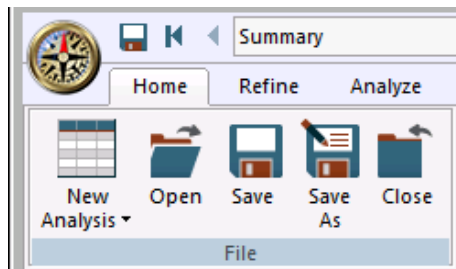 Summary
Home Refine Analyze
New Analysis Open Save Save As Close
File